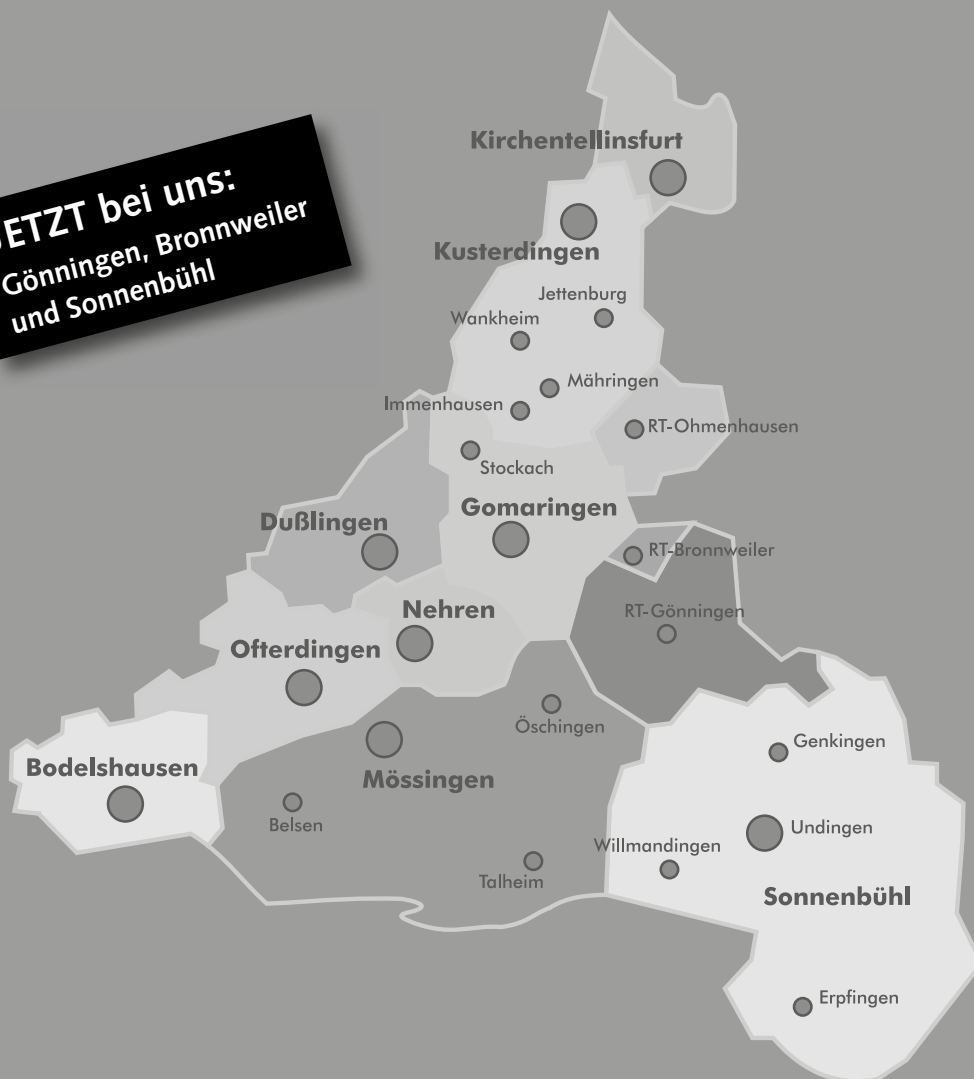 Kirchentellinsfurt
JETZT bei uns:
Gönningen, Bronnweiler
und Sonnenbühl
Kusterdingen
Jettenburg
Wankheim
Mähringen
Immenhausen
RT-Ohmenhausen
Stockach
Gomaringen
Dußlingen
RT-Bronnweiler
Nehren
RT-Gönningen
Ofterdingen
Öschingen
Genkingen
Bodelshausen
Mössingen
Belsen
Undingen
Willmandingen
Talheim
Sonnenbühl
Erpfingen